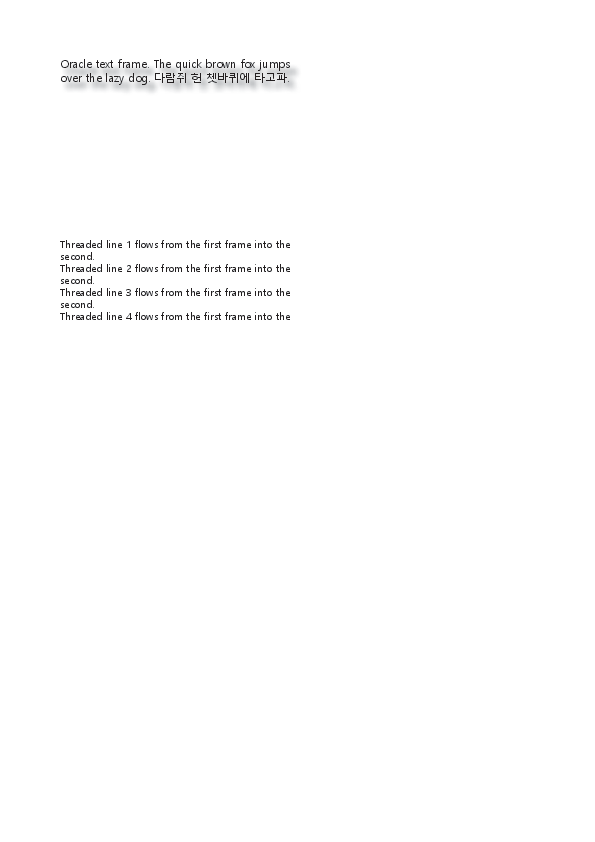 Oracle text frame. The quick brown fox jumps
over the lazy dog. 다람쥐 헌 쳇바퀴에 타고파.
Threaded line 1 flows from the first frame into the
second.
Threaded line 2 flows from the first frame into the
second.
Threaded line 3 flows from the first frame into the
second.
Threaded line 4 flows from the first frame into the